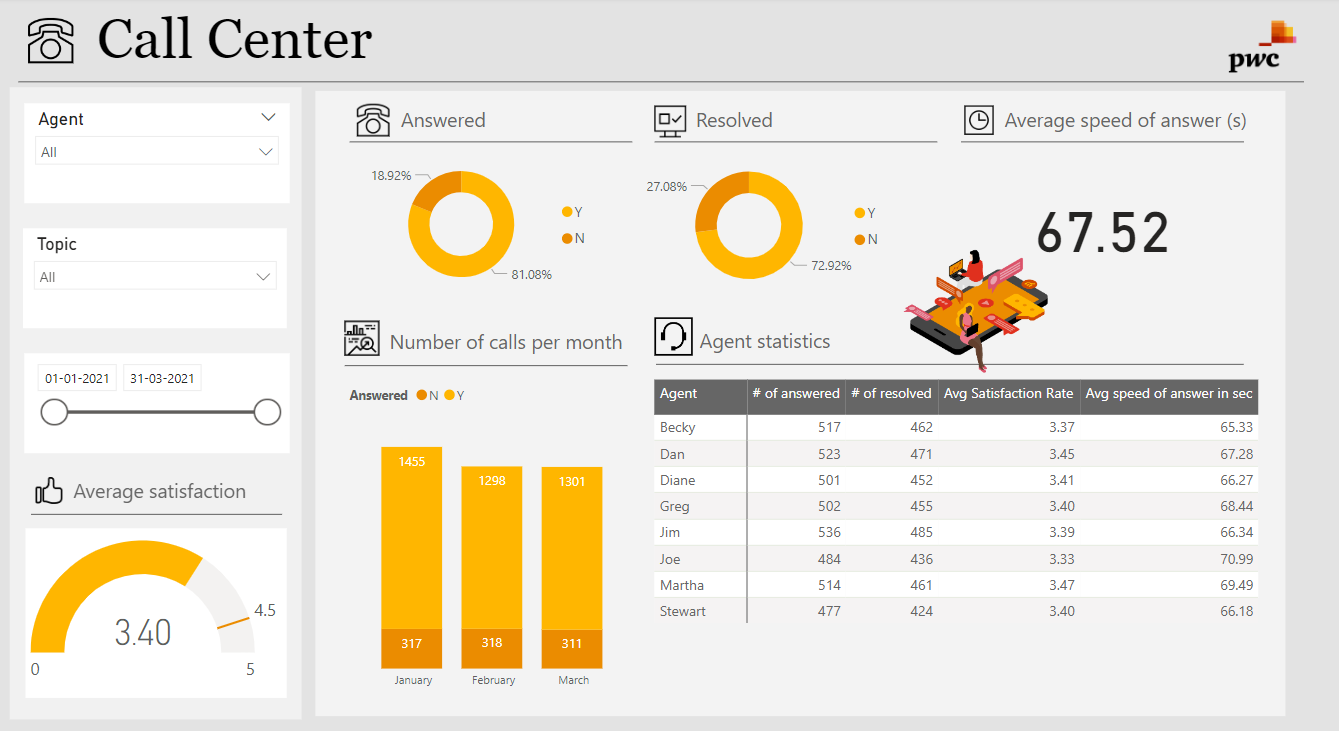 Call Center
pwc
Agent
All
Topic
All
01-01-2021 31-03-2021
Average satisfaction
3.40
4.5
0
5
Answered
18.92%
Y
N
81.08%
Resolved
27.08%
Y
N
72.92%
Average speed of answer (s)
67.52
Number of calls per month
Answered N Y
1455 1298 1301
317 318 311
January February March
Agent statistics
Agent # of answered # of resolved Avg Satisfaction Rate Avg speed of answer in sec
Becky 517 462 3.37 65.33
Dan 523 471 3.45 67.28
Diane 501 452 3.41 66.27
Greg 502 455 3.40 68.44
Jim 536 485 3.39 66.34
Joe 484 436 3.33 70.99
Martha 514 461 3.47 69.49
Stewart 477 424 3.40 66.18